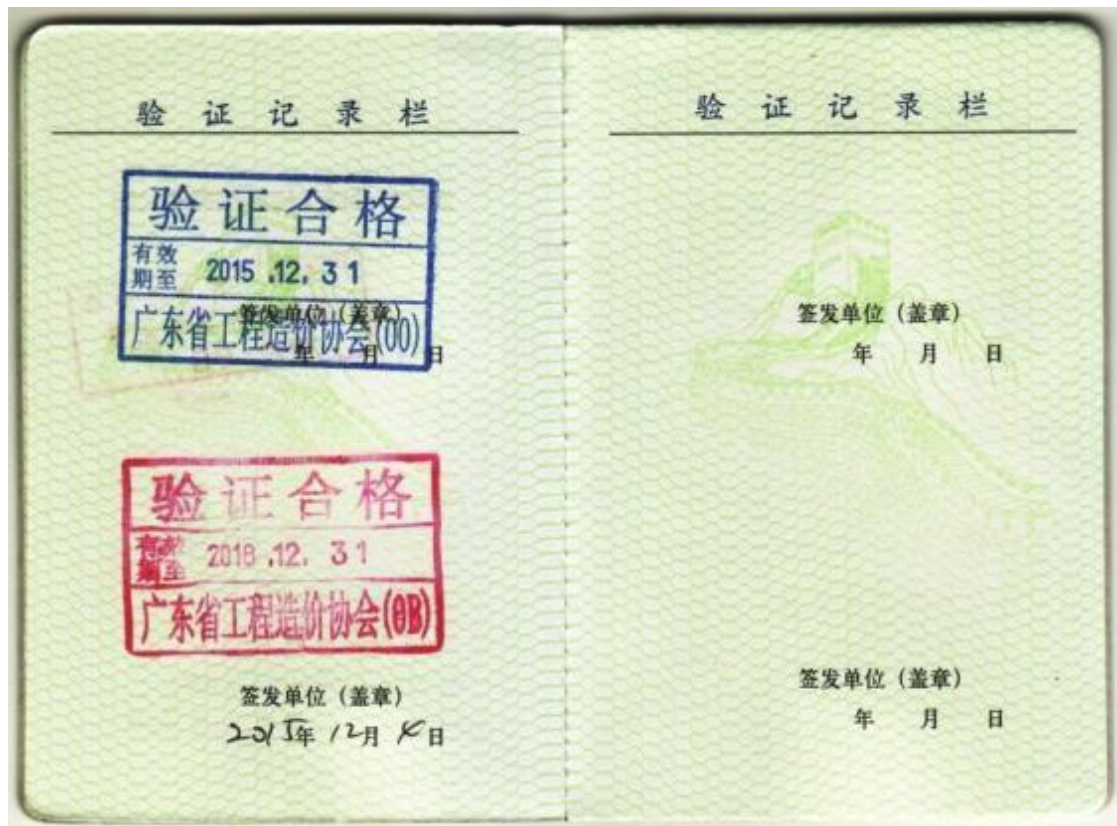 验证记录栏
验证合格
有效期至 2015.12.31
广东省工程造价协会(00)
签发单位（盖章）
年 月 日
验证合格
有效期至 2018.12.31
广东省工程造价协会(0B)
签发单位（盖章）
2015年 12月 4日
验证记录栏
签发单位（盖章）
年 月 日
签发单位（盖章）
年 月 日